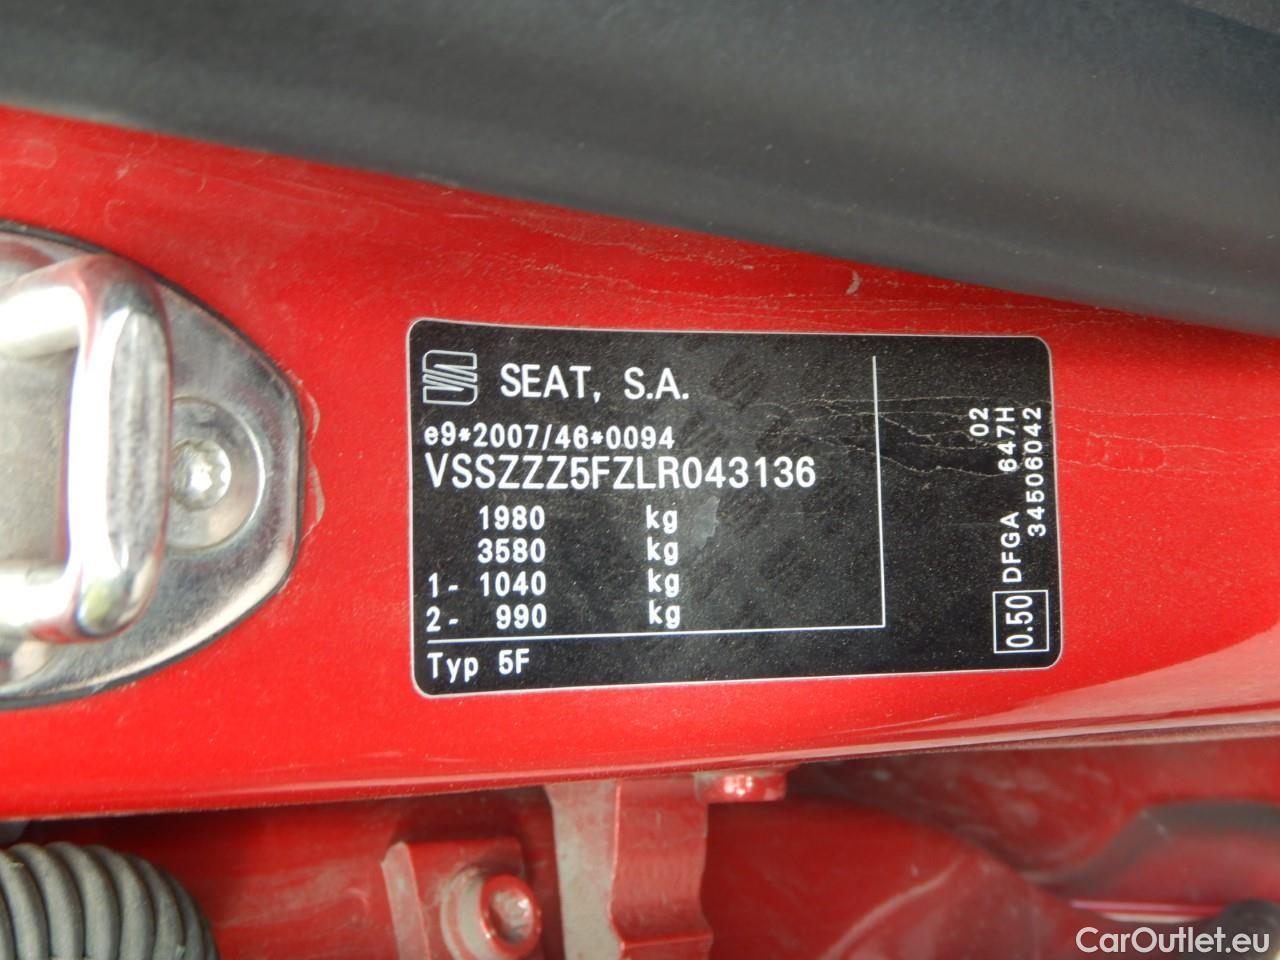 SEAT, S.A.
e9*2007/46*0094
VSSZZZ5FZLR043136
1980 kg
3580 kg
1- 1040 kg
2- 990 kg
Typ 5F
02
0.50 DFGA 647H
34506042
CarOutlet.eu